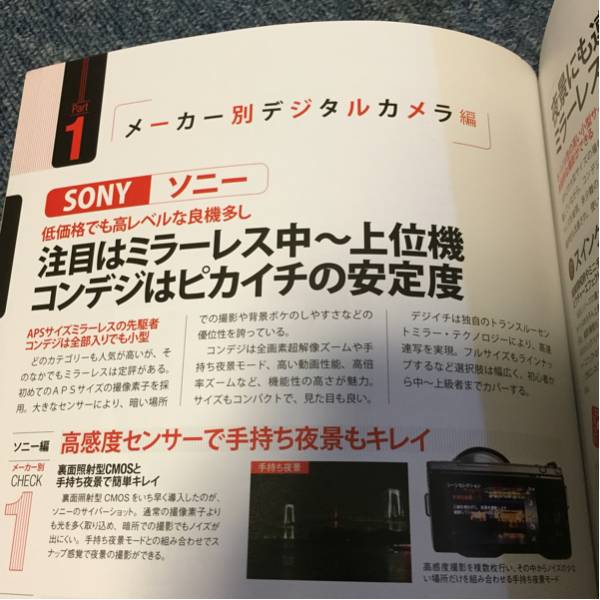 Part
1
メーカー別デジタルカメラ編
SONY ソニー
低価格でも高レベルな良機多し
注目はミラーレス中～上位機
コンデジはピカイチの安定度
APSサイズミラーレスの先駆者
コンデジは全部入りでも小型
どのカテゴリーも人気が高いが、そ
のなかでもミラーレスは定評がある。
初めてのAPSサイズの撮像素子を採
用。大きなセンサーにより、暗い場所
での撮影や背景ボケのしやすさなどの
優位性を誇っている。
コンデジは全画素超解像ズームや手
持ち夜景モード、高い動画性能、高倍
率ズームなど、機能性の高さが魅力。
サイズもコンパクトで、見た目も良い。
デジイチは独自のトランスルーセン
トミラー・テクノロジーにより、高速
連写を実現。フルサイズもラインナッ
プするなど選択肢は幅広く、初心者か
ら中～上級者までカバーする。
ソニー編
高感度センサーで手持ち夜景もキレイ
メーカー別
CHECK
1
裏面照射型CMOSと
手持ち夜景で簡単キレイ
裏面照射型CMOSをいち早く導入したのが、
ソニーのサイバーショット。通常の撮像素子より
も光を多く取り込め、暗所での撮影でもノイズが
出にくい。手持ち夜景モードとの組み合わせでス
ナップ感覚で夜景の撮影ができる。
手持ち夜景
高感度撮影を複数枚行い、その中からノイズの少な
い場所だけを組み合わせる手持ち夜景モード
夜景にも
ミラーレス
スイング